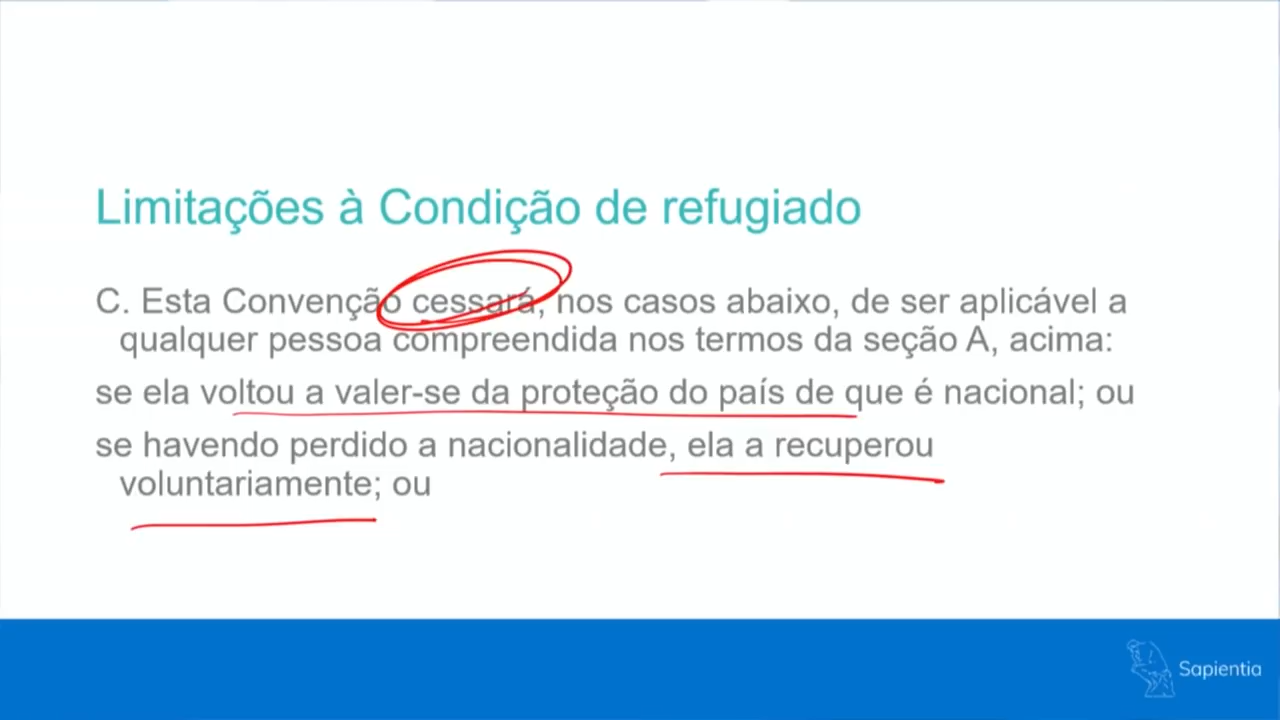 Limitações à Condição de refugiado
C. Esta Convenção cessará, nos casos abaixo, de ser aplicável a
qualquer pessoa compreendida nos termos da seção A, acima:
se ela voltou a valer-se da proteção do país de que é nacional; ou
se havendo perdido a nacionalidade, ela a recuperou
voluntariamente; ou
Sapientia